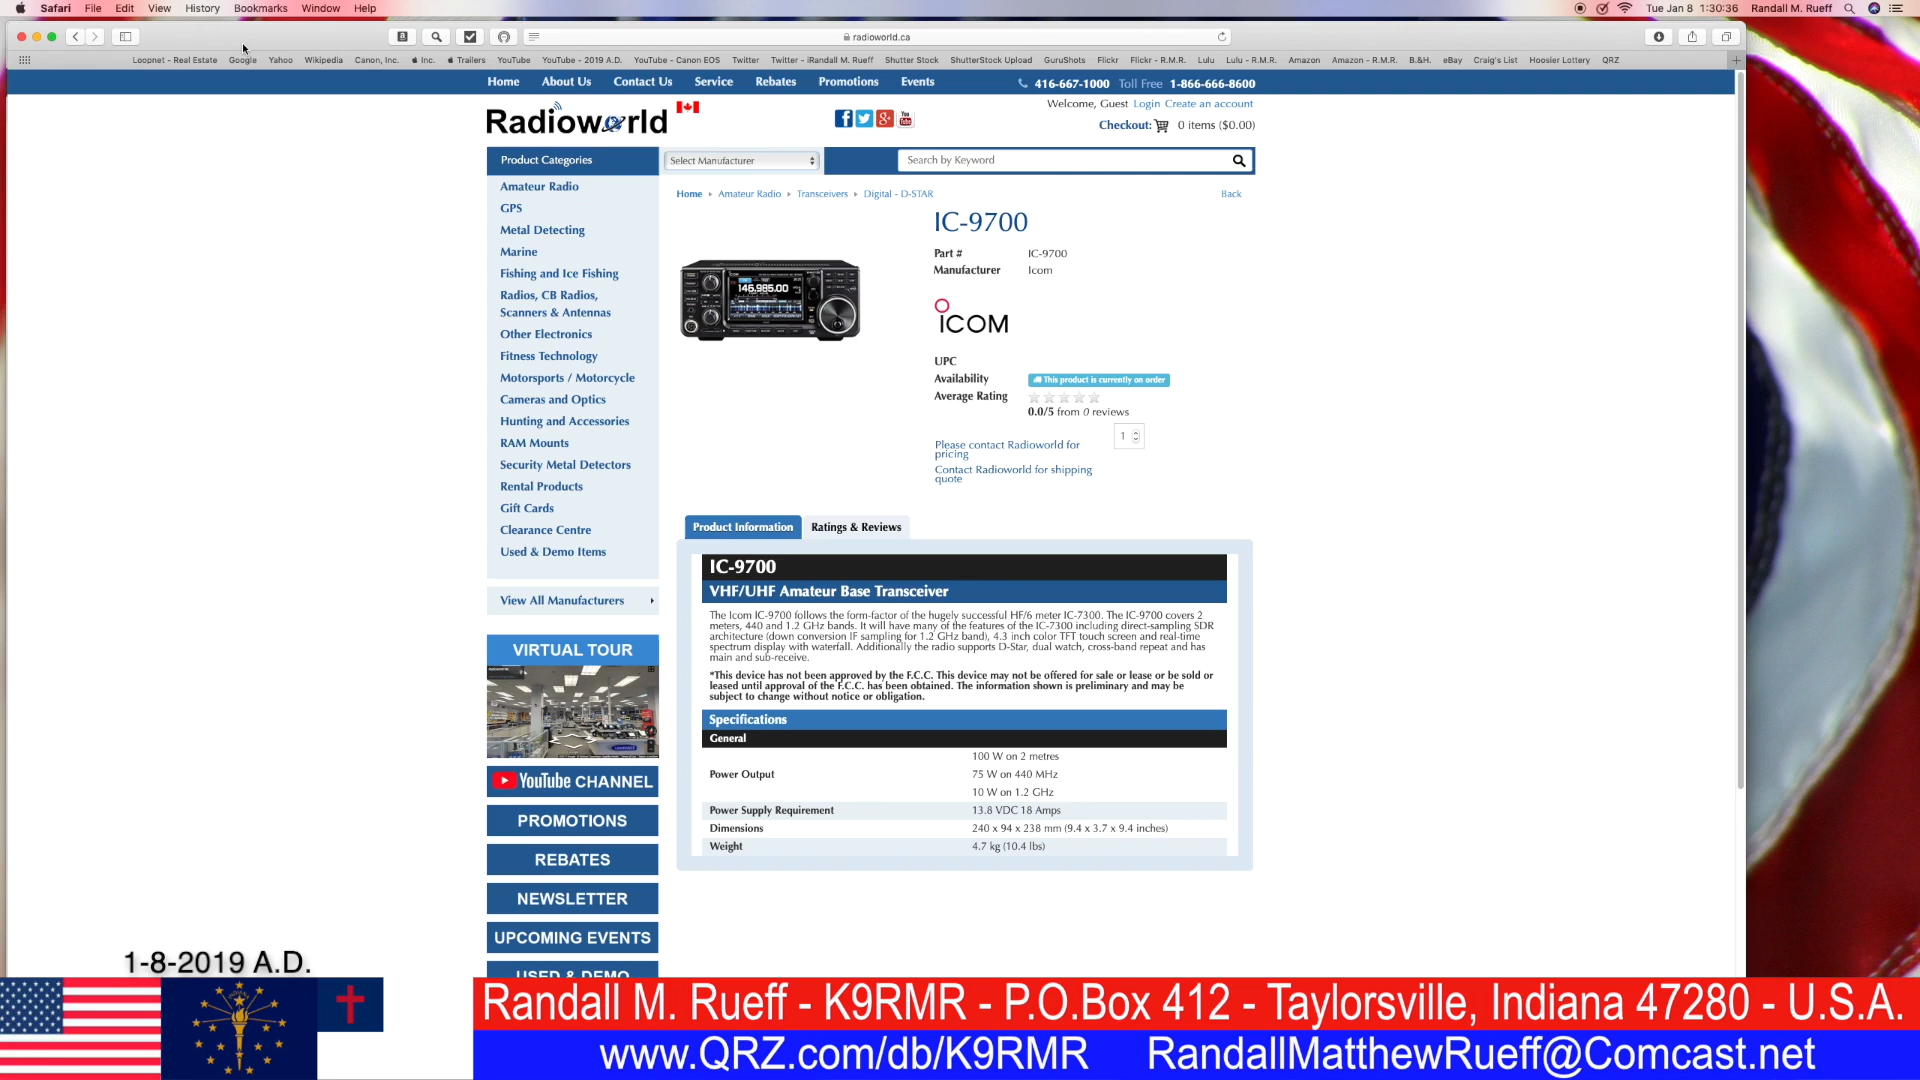 Safari File Edit View History Bookmarks Window Help
Tue Jan 8 1:30:36 Randall M. Rueff
radioworld.ca
Loopnet - Real Estate Google Yahoo Wikipedia Canon, Inc. Inc. Trailers YouTube YouTube - 2019 A.D. YouTube - Canon EOS Twitter Twitter - iRandall M. Rueff Shutter Stock ShutterStock Upload GuruShots Flickr Flickr - R.M.R. Lulu Lulu - R.M.R. Amazon Amazon - R.M.R. B.&H. eBay Craig's List Hoosier Lottery QRZ
Home About Us Contact Us Service Rebates Promotions Events 416-667-1000 Toll Free 1-866-666-8600
Welcome, Guest Login Create an account
Radioworld
Checkout: 0 items ($0.00)
Product Categories
Select Manufacturer
Search by Keyword
Amateur Radio
GPS
Metal Detecting
Marine
Fishing and Ice Fishing
Radios, CB Radios,
Scanners & Antennas
Other Electronics
Fitness Technology
Motorsports / Motorcycle
Cameras and Optics
Hunting and Accessories
RAM Mounts
Security Metal Detectors
Rental Products
Gift Cards
Clearance Centre
Used & Demo Items
View All Manufacturers
VIRTUAL TOUR
YouTube CHANNEL
PROMOTIONS
REBATES
NEWSLETTER
UPCOMING EVENTS
USED & DEMO
Home Amateur Radio Transceivers Digital - D-STAR Back
IC-9700
Part # IC-9700
Manufacturer Icom
146.985.00
ICOM
UPC
Availability This product is currently on order
Average Rating
0.0/5 from 0 reviews
1
Please contact Radioworld for
pricing
Contact Radioworld for shipping
quote
Product Information Ratings & Reviews
IC-9700
VHF/UHF Amateur Base Transceiver
The Icom IC-9700 follows the form-factor of the hugely successful HF/6 meter IC-7300. The IC-9700 covers 2
meters, 440 and 1.2 GHz bands. It will have many of the features of the IC-7300 including direct-sampling SDR
architecture (down conversion IF sampling for 1.2 GHz band), 4.3 inch color TFT touch screen and real-time
spectrum display with waterfall. Additionally the radio supports D-Star, dual watch, cross-band repeat and has
main and sub-receive.
*This device has not been approved by the F.C.C. This device may not be offered for sale or lease or be sold or
leased until approval of the F.C.C. has been obtained. The information shown is preliminary and may be
subject to change without notice or obligation.
Specifications
General
100 W on 2 metres
Power Output 75 W on 440 MHz
10 W on 1.2 GHz
Power Supply Requirement 13.8 VDC 18 Amps
Dimensions 240 x 94 x 238 mm (9.4 x 3.7 x 9.4 inches)
Weight 4.7 kg (10.4 lbs)
1-8-2019 A.D.
Randall M. Rueff - K9RMR - P.O.Box 412 - Taylorsville, Indiana 47280 - U.S.A.
www.QRZ.com/db/K9RMR RandallMatthewRueff@Comcast.net